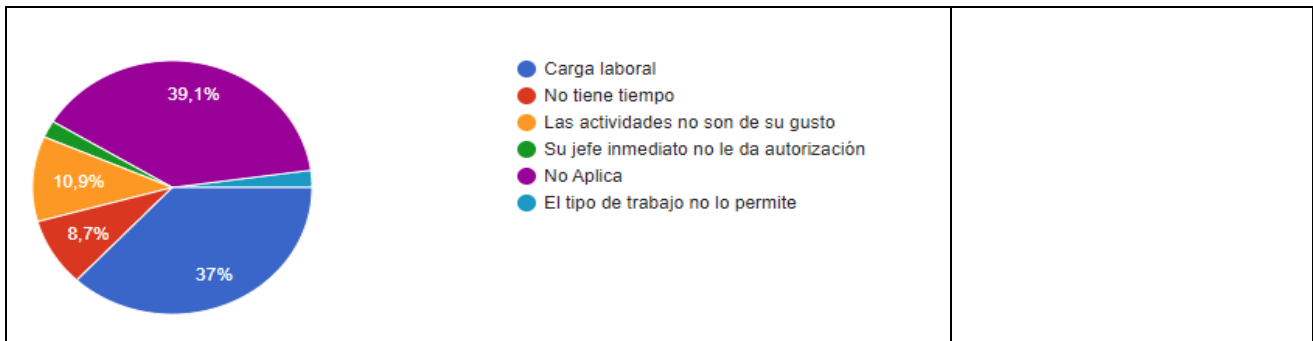 39,1%
10,9%
8,7%
37%
Carga laboral
No tiene tiempo
Las actividades no son de su gusto
Su jefe inmediato no le da autorización
No Aplica
El tipo de trabajo no lo permite